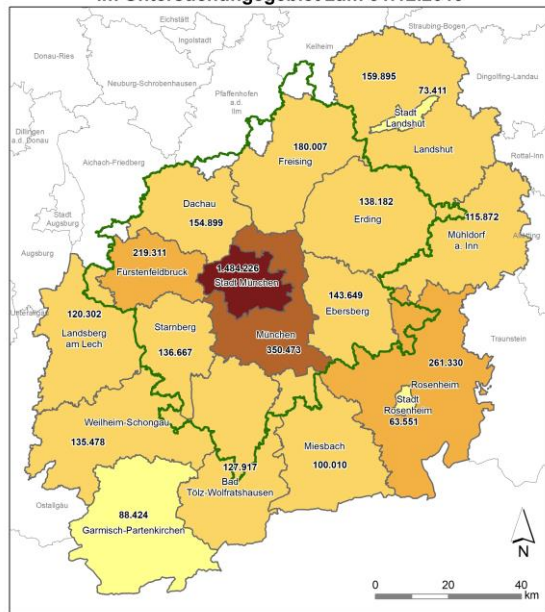 im Untersuchungsgebiet zum 31.12.2019
Eichstätt
Straubing-Bogen
Donau-Ries
Ingolstadt
Kelheim
Neuburg-Schrobenhausen
Pfaffenhofen
a.d.
Ilm
Dingolfing-Landau
159.895
73.411
Stadt
Landshut
Landshut
Dillingen
a.d. Donau
Aichach-Friedberg
Rottal-Inn
180.007
Freising
Dachau
154.899
138.182
Erding
115.872
Mühldorf
a. Inn
Stadt
Augsburg
Augsburg
Altötting
219.311
Fürstenfeldbruck
1.484.226
Stadt München
143.649
Ebersberg
Unterallgäu
120.302
Landsberg
am Lech
Starnberg
136.667
München
350.473
Traunstein
261.330
Rosenheim
Stadt
Rosenheim
63.551
Weilheim-Schongau
135.478
Miesbach
100.010
127.917
Bad
Tölz-Wolfratshausen
Ostallgäu
88.424
Garmisch-Partenkirchen
N
0 20 40
km